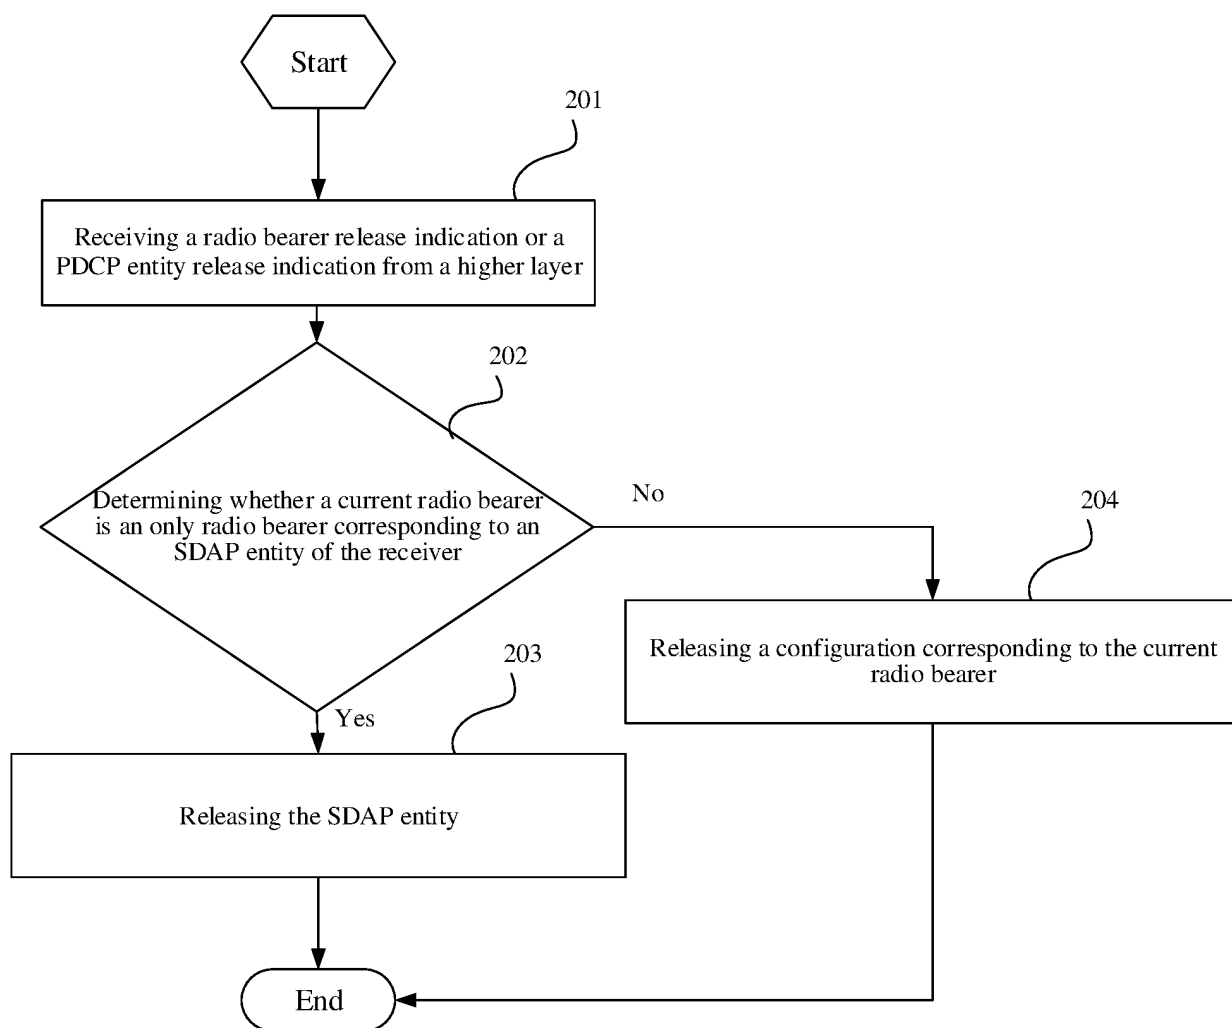 Start
201
Receiving a radio bearer release indication or a
PDCP entity release indication from a higher layer
202
Determining whether a current radio bearer
is an only radio bearer corresponding to an
SDAP entity of the receiver
No
204
Releasing a configuration corresponding to the current
radio bearer
203
Yes
Releasing the SDAP entity
End